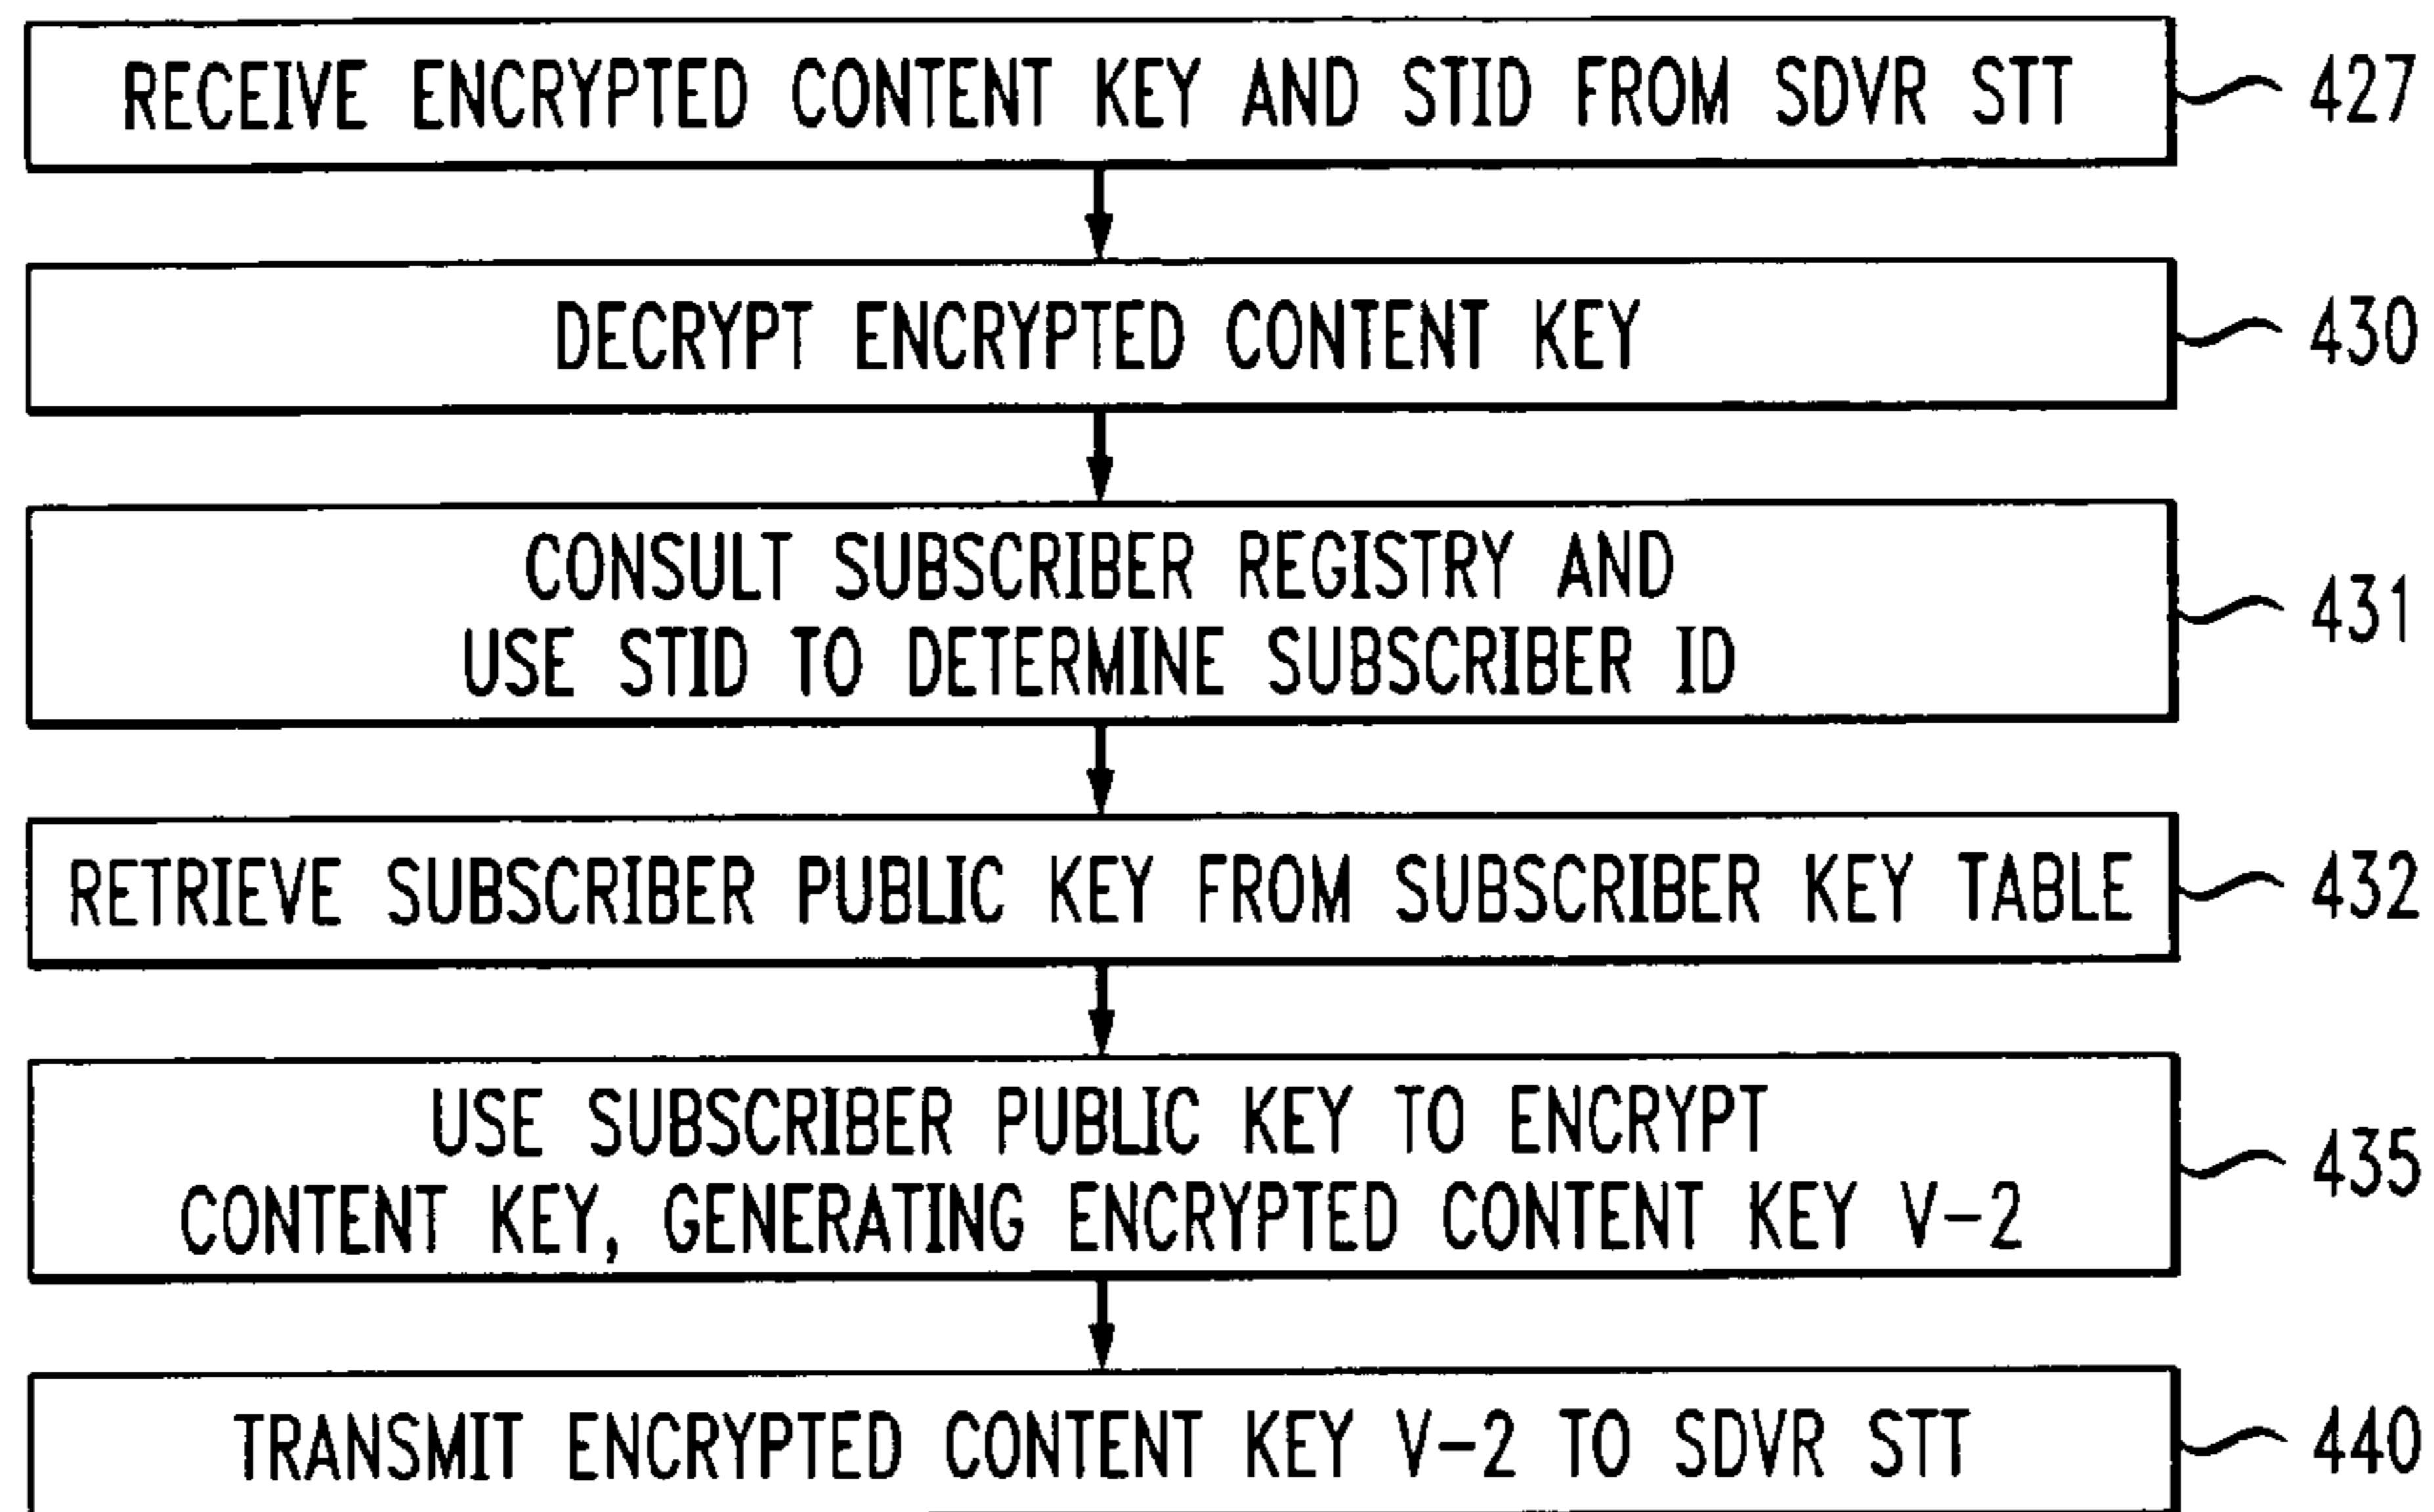 RECEIVE ENCRYPTED CONTENT KEY AND STID FROM SDVR STT
427
DECRYPT ENCRYPTED CONTENT KEY
430
CONSULT SUBSCRIBER REGISTRY AND
USE STID TO DETERMINE SUBSCRIBER ID
431
RETRIEVE SUBSCRIBER PUBLIC KEY FROM SUBSCRIBER KEY TABLE
432
USE SUBSCRIBER PUBLIC KEY TO ENCRYPT
CONTENT KEY, GENERATING ENCRYPTED CONTENT KEY V-2
435
TRANSMIT ENCRYPTED CONTENT KEY V-2 TO SDVR STT
440